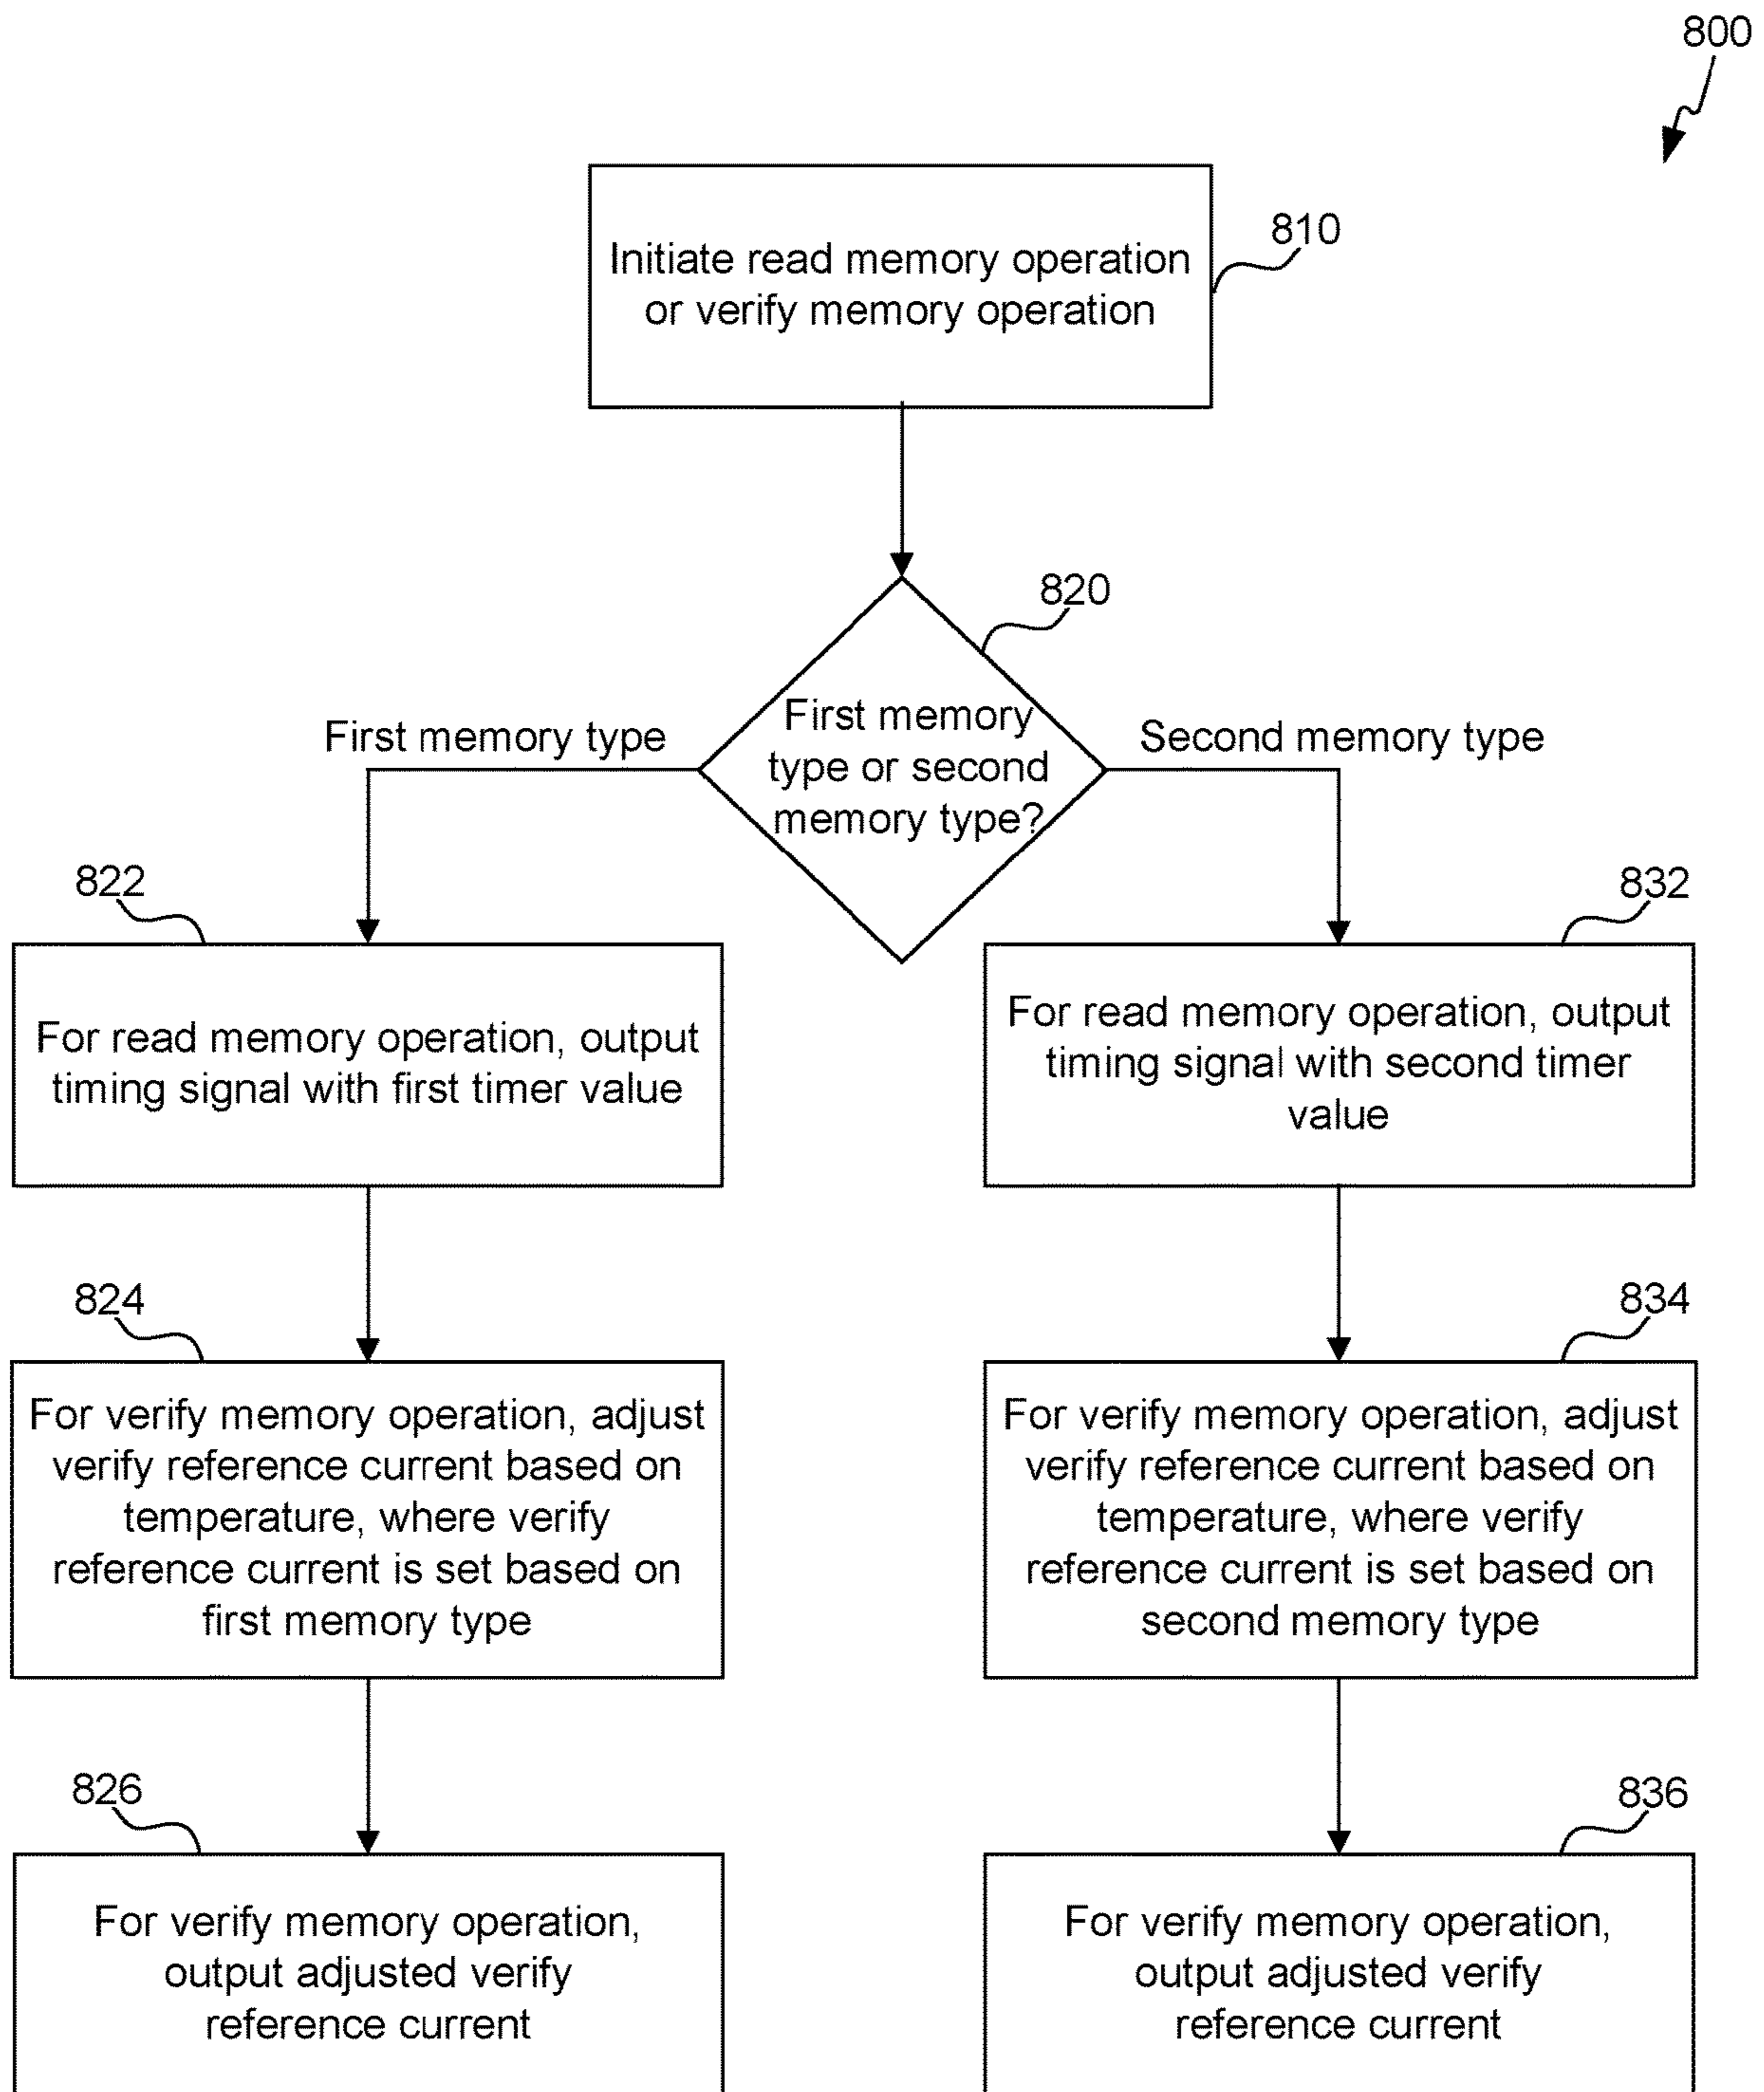 800
810
Initiate read memory operation
or verify memory operation
820
First memory
type or second
memory type?
First memory type
Second memory type
822
For read memory operation, output
timing signal with first timer value
832
For read memory operation, output
timing signal with second timer
value
824
For verify memory operation, adjust
verify reference current based on
temperature, where verify
reference current is set based on
first memory type
834
For verify memory operation, adjust
verify reference current based on
temperature, where verify
reference current is set based on
second memory type
826
For verify memory operation,
output adjusted verify
reference current
836
For verify memory operation,
output adjusted verify
reference current